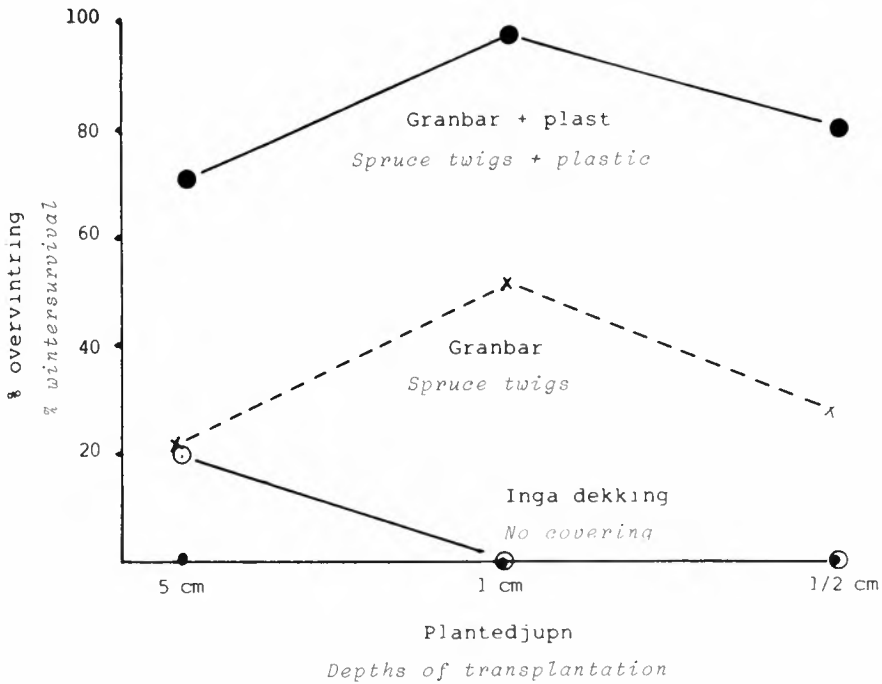 100
80
60
40
20
% overvintring
% wintersurvival
Granbar + plast
Spruce twigs + plastic
Granbar
Spruce twigs
Inga dekking
No covering
5 cm
1 cm
1/2 cm
Plantedjupn
Depths of transplantation